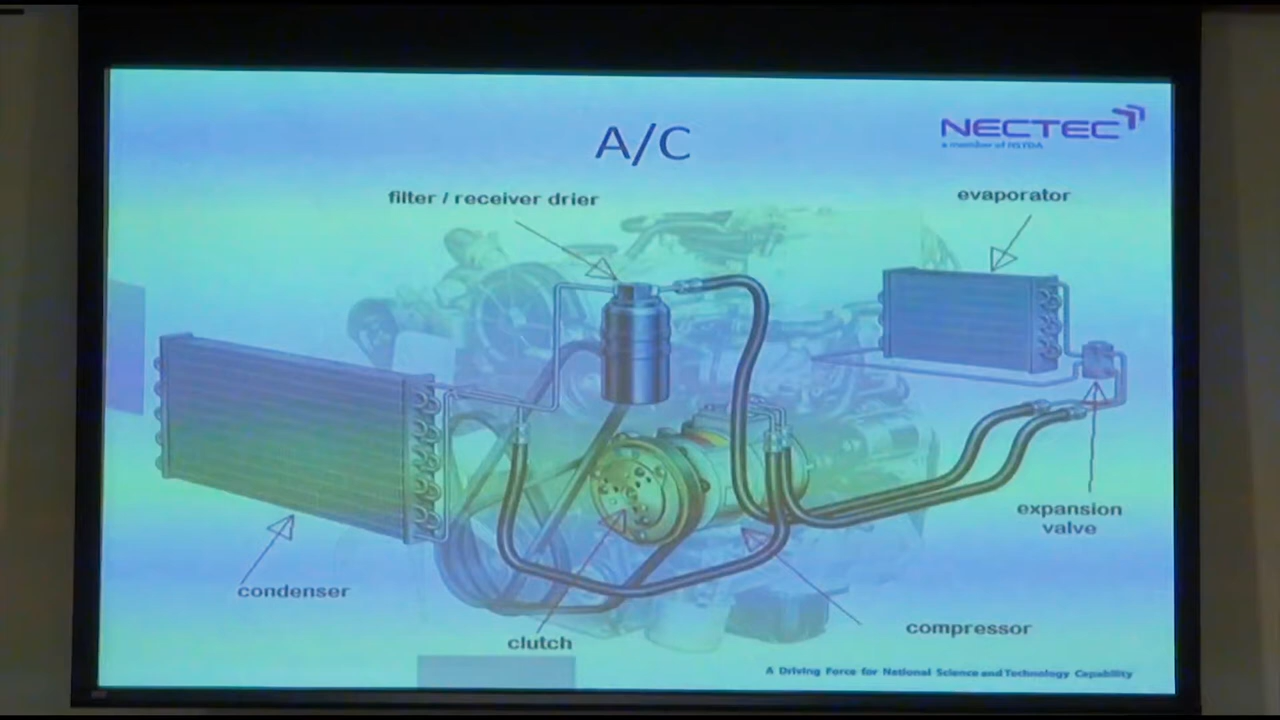 A/C
NECTEC
a member of NSTDA
filter / receiver drier
evaporator
expansion
valve
condenser
clutch
compressor
A Driving Force for National Science and Technology Capability